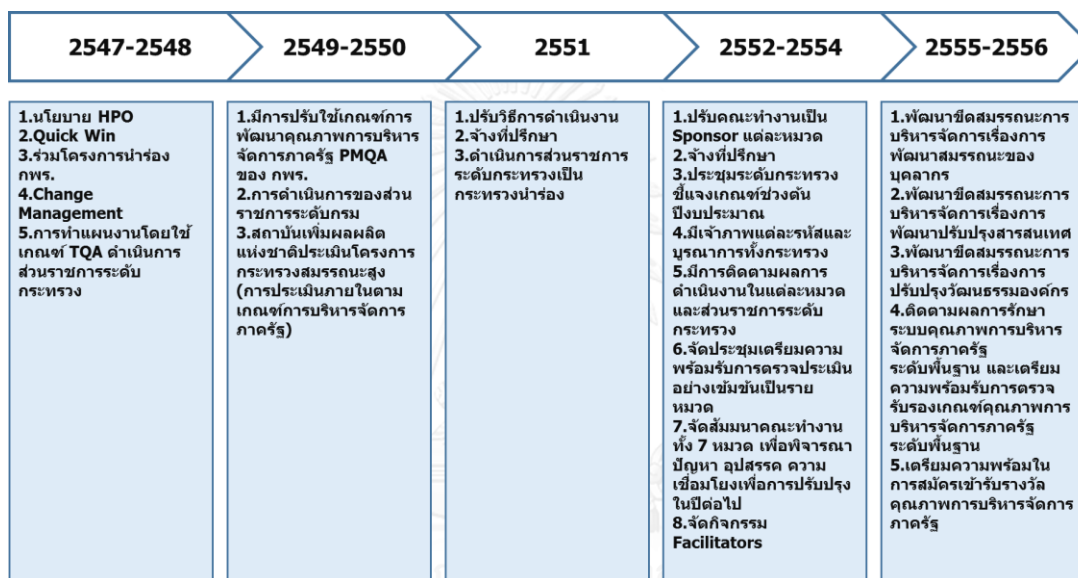 2547-2548
2549-2550
2551
2552-2554
2555-2556
1.นโยบาย HPO
2.Quick Win
3.ร่วมโครงการนำร่อง
กพร.
4.Change
Management
5.การทำแผนงานโดยใช้
เกณฑ์ TQA ดำเนินการ
ส่วนราชการระดับ
กระทรวง
1.มีการปรับใช้เกณฑ์การ
พัฒนาคุณภาพการบริหาร
จัดการภาครัฐ PMQA
ของ กพร.
2.การดำเนินการของส่วน
ราชการระดับกรม
3.สถาบันเพิ่มผลผลิต
แห่งชาติประเมินโครงการ
กระทรวงสมรรถนะสูง
(การประเมินภายในตาม
เกณฑ์การบริหารจัดการ
ภาครัฐ)
1.ปรับวิธีการดำเนินงาน
2.จ้างที่ปรึกษา
3.ดำเนินการส่วนราชการ
ระดับกระทรวงเป็น
กระทรวงนำร่อง
1.ปรับคณะทำงานเป็น
Sponsor แต่ละหมวด
2.จ้างที่ปรึกษา
3.ประชุมระดับกระทรวง
ชี้แจงเกณฑ์ช่วงต้น
ปีงบประมาณ
4.มีเจ้าภาพแต่ละรหัสและ
บูรณาการทั้งกระทรวง
5.มีการติดตามผลการ
ดำเนินงานในแต่ละหมวด
และส่วนราชการระดับ
กระทรวง
6.จัดประชุมเตรียมความ
พร้อมรับการตรวจประเมิน
อย่างเข้มข้นเป็นราย
หมวด
7.จัดสัมมนาคณะทำงาน
ทั้ง 7 หมวด เพื่อพิจารณา
ปัญหา อุปสรรค ความ
เชื่อมโยงเพื่อการปรับปรุง
ในปีต่อไป
8.จัดกิจกรรม
Facilitators
1.พัฒนาขีดสมรรถนะการ
บริหารจัดการเรื่องการ
พัฒนาสมรรถนะของ
บุคลากร
2.พัฒนาขีดสมรรถนะการ
บริหารจัดการเรื่องการ
พัฒนาปรับปรุงสารสนเทศ
3.พัฒนาขีดสมรรถนะการ
บริหารจัดการเรื่องการ
ปรับปรุงวัฒนธรรมองค์กร
4.ติดตามผลการรักษา
ระบบคุณภาพการบริหาร
จัดการภาครัฐ
ระดับพื้นฐาน และเตรียม
ความพร้อมรับการตรวจ
รับรองเกณฑ์คุณภาพการ
บริหารจัดการภาครัฐ
ระดับพื้นฐาน
5.เตรียมความพร้อมใน
การสมัครเข้ารับรางวัล
คุณภาพการบริหารจัดการ
ภาครัฐ